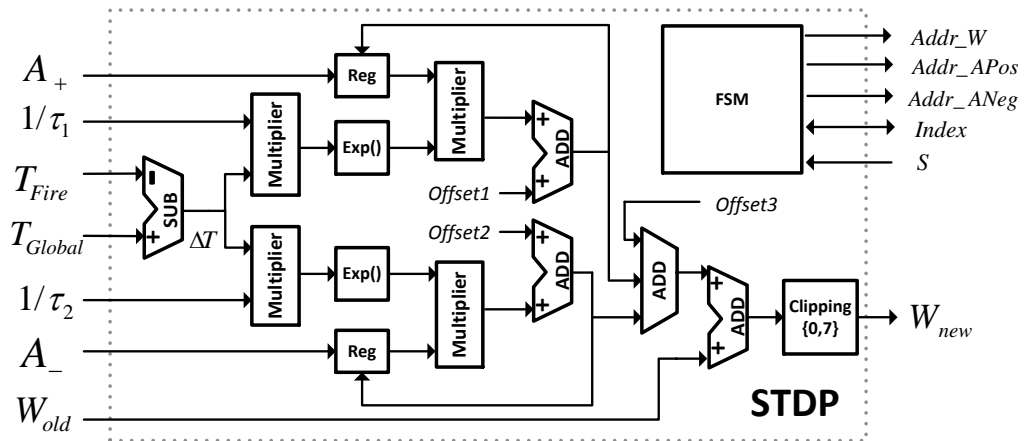 A+
1/τ1
TFire
TGlobal
1/τ2
A−
Wold
-
+
SUB
ΔT
Multiplier
Multiplier
Reg
Exp()
Exp()
Reg
Multiplier
Multiplier
Offset1
Offset2
+
+
ADD
+
+
ADD
Offset3
ADD
+
+
ADD
Clipping
{0,7}
Wnew
FSM
Addr_W
Addr_APos
Addr_ANeg
Index
S
STDP